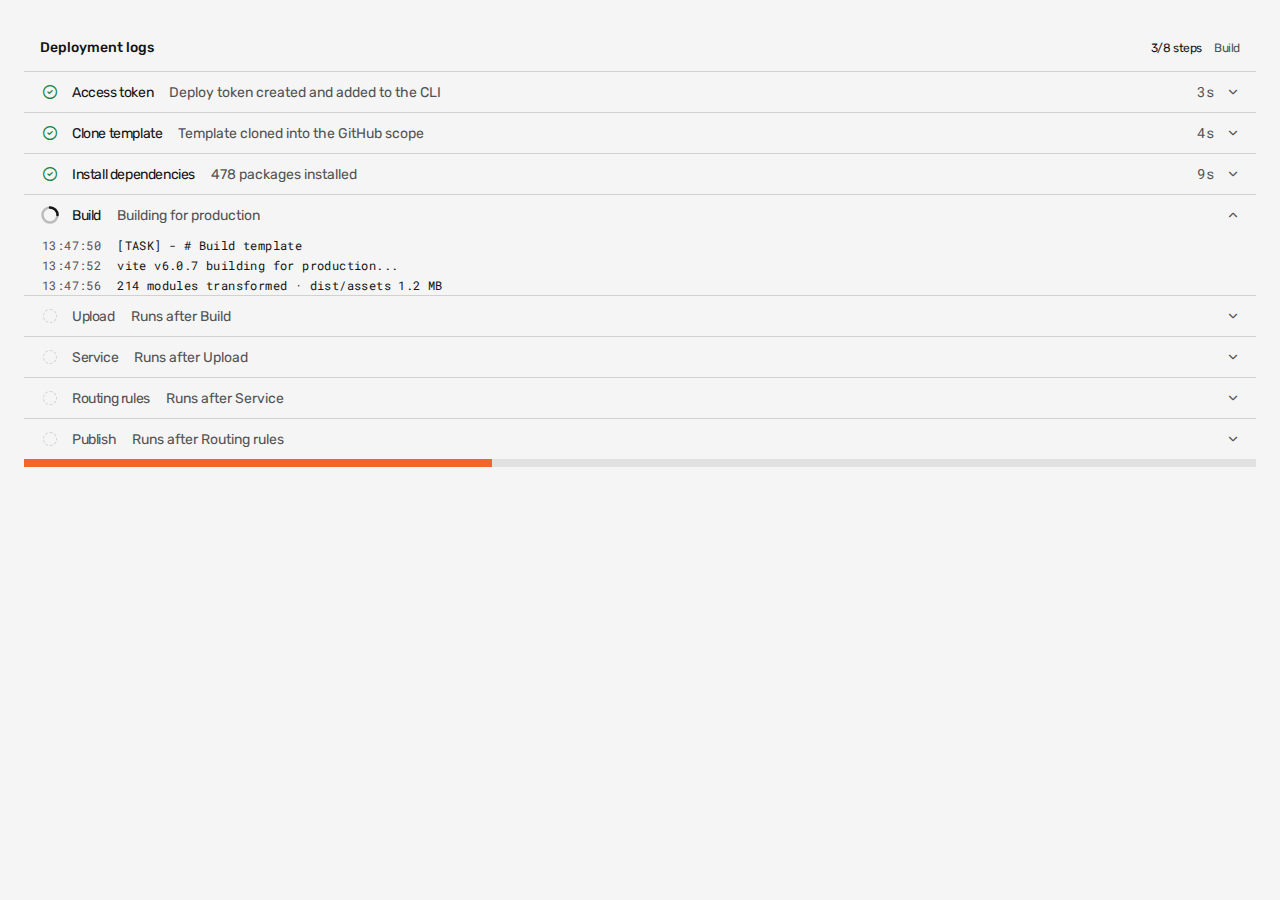 Deployment logs 3/8 steps Build
Access token Deploy token created and added to the CLI 3 s
Clone template Template cloned into the GitHub scope 4 s
Install dependencies 478 packages installed 9 s
Build Building for production
13:47:50 [TASK] - # Build template
13:47:52 vite v6.0.7 building for production...
13:47:56 214 modules transformed · dist/assets 1.2 MB
Upload Runs after Build
Service Runs after Upload
Routing rules Runs after Service
Publish Runs after Routing rules